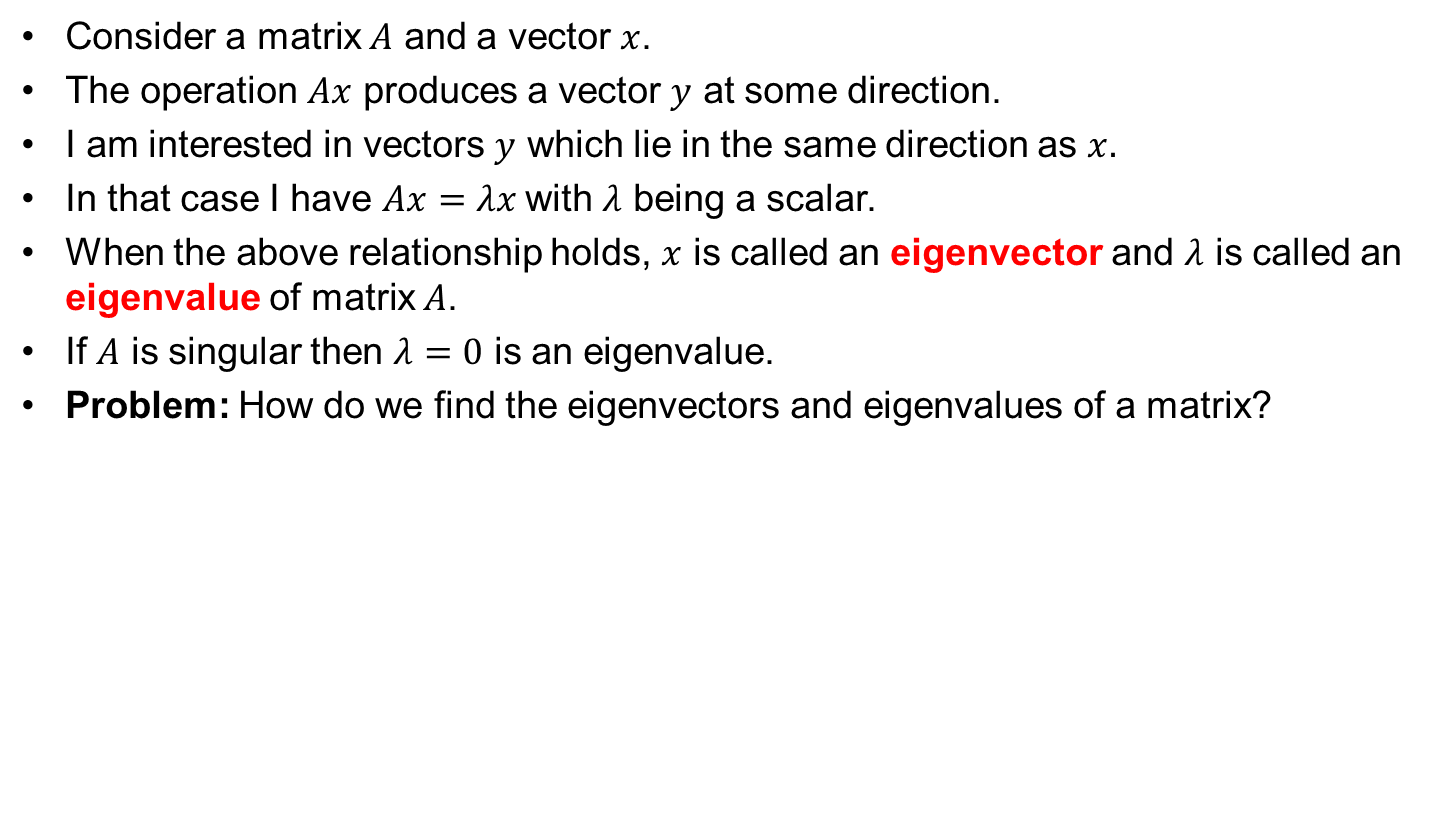 • Consider a matrix 𝐴 and a vector 𝑥.
• The operation 𝐴𝑥 produces a vector 𝑦 at some direction.
• I am interested in vectors 𝑦 which lie in the same direction as 𝑥.
• In that case I have 𝐴𝑥 = 𝜆𝑥 with 𝜆 being a scalar.
• When the above relationship holds, 𝑥 is called an eigenvector and 𝜆 is called an
eigenvalue of matrix 𝐴.
• If 𝐴 is singular then 𝜆 = 0 is an eigenvalue.
• Problem: How do we find the eigenvectors and eigenvalues of a matrix?